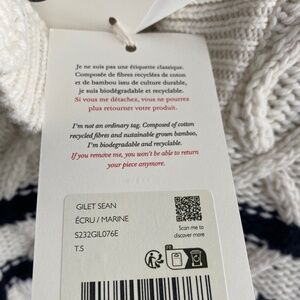 Je ne suis pas une étiquette classique.
Composée de fibres recyclées de coton
et de bambou issu de culture durable,
je suis biodégradable et recyclable.
Si vous me détachez, vous ne pourrez
plus retourner votre produit.
I'm not an ordinary tag. Composed of cotton
recycled fibres and sustainable grown bamboo,
I'm biodegradable and recyclable.
If you remove me, you won't be able to return
your piece anymore.
GILET SEAN
ÉCRU / MARINE
S232GIL076E
T.S
Scan me to
discover more